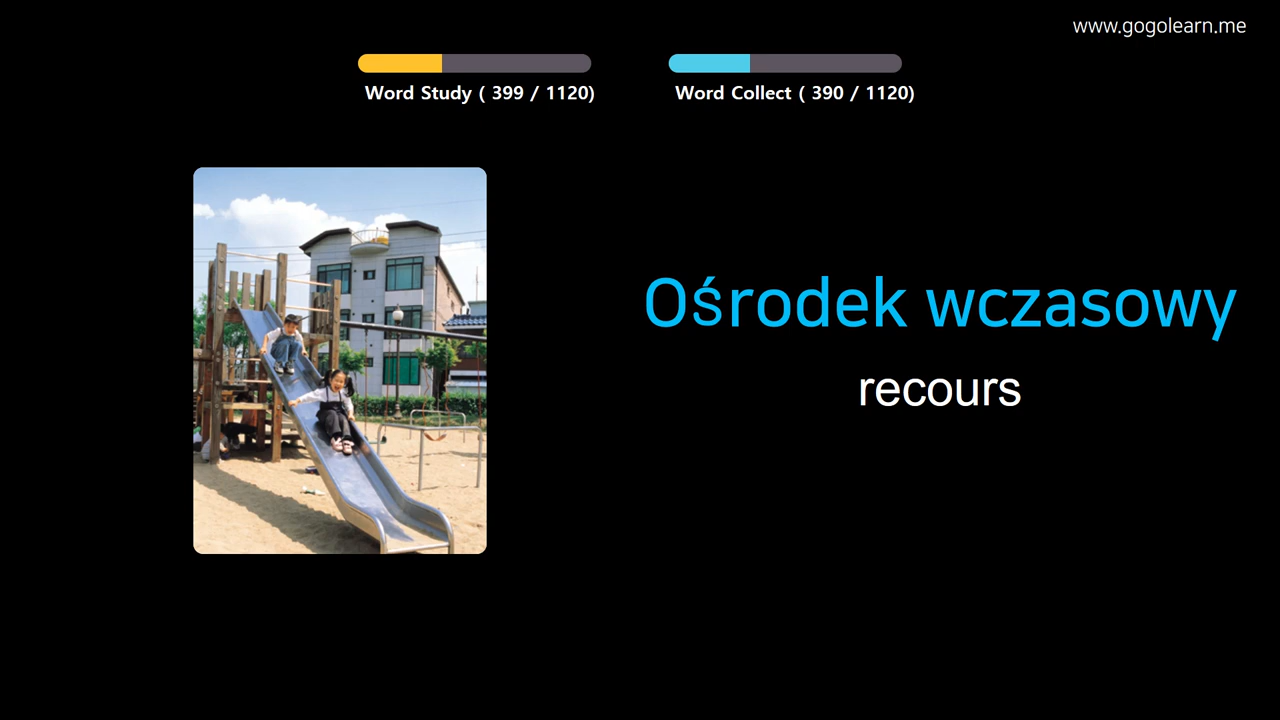 www.gogolearn.me
Word Study ( 399 / 1120)
Word Collect ( 390 / 1120)
Ośrodek wczasowy
recours